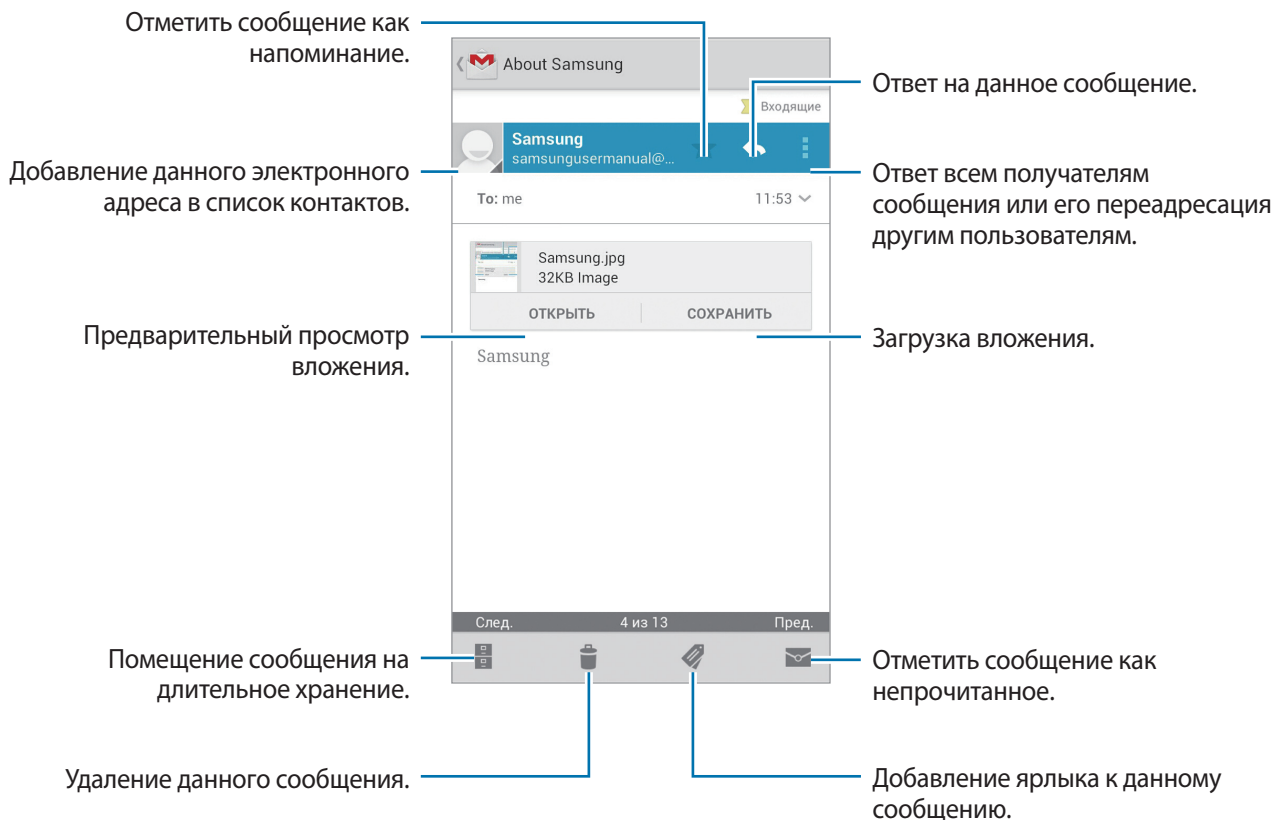 Отметить сообщение как
напоминание.
About Samsung
Ответ на данное сообщение.
Входящие
Samsung
samsungusermanual@...
Добавление данного электронного
адреса в список контактов.
Ответ всем получателям
сообщения или его переадресация
другим пользователям.
To: me
11:53
Samsung.jpg
32KB Image
ОТКРЫТЬ
СОХРАНИТЬ
Предварительный просмотр
вложения.
Загрузка вложения.
Samsung
След.
4 из 13
Пред.
Помещение сообщения на
длительное хранение.
Отметить сообщение как
непрочитанное.
Удаление данного сообщения.
Добавление ярлыка к данному
сообщению.